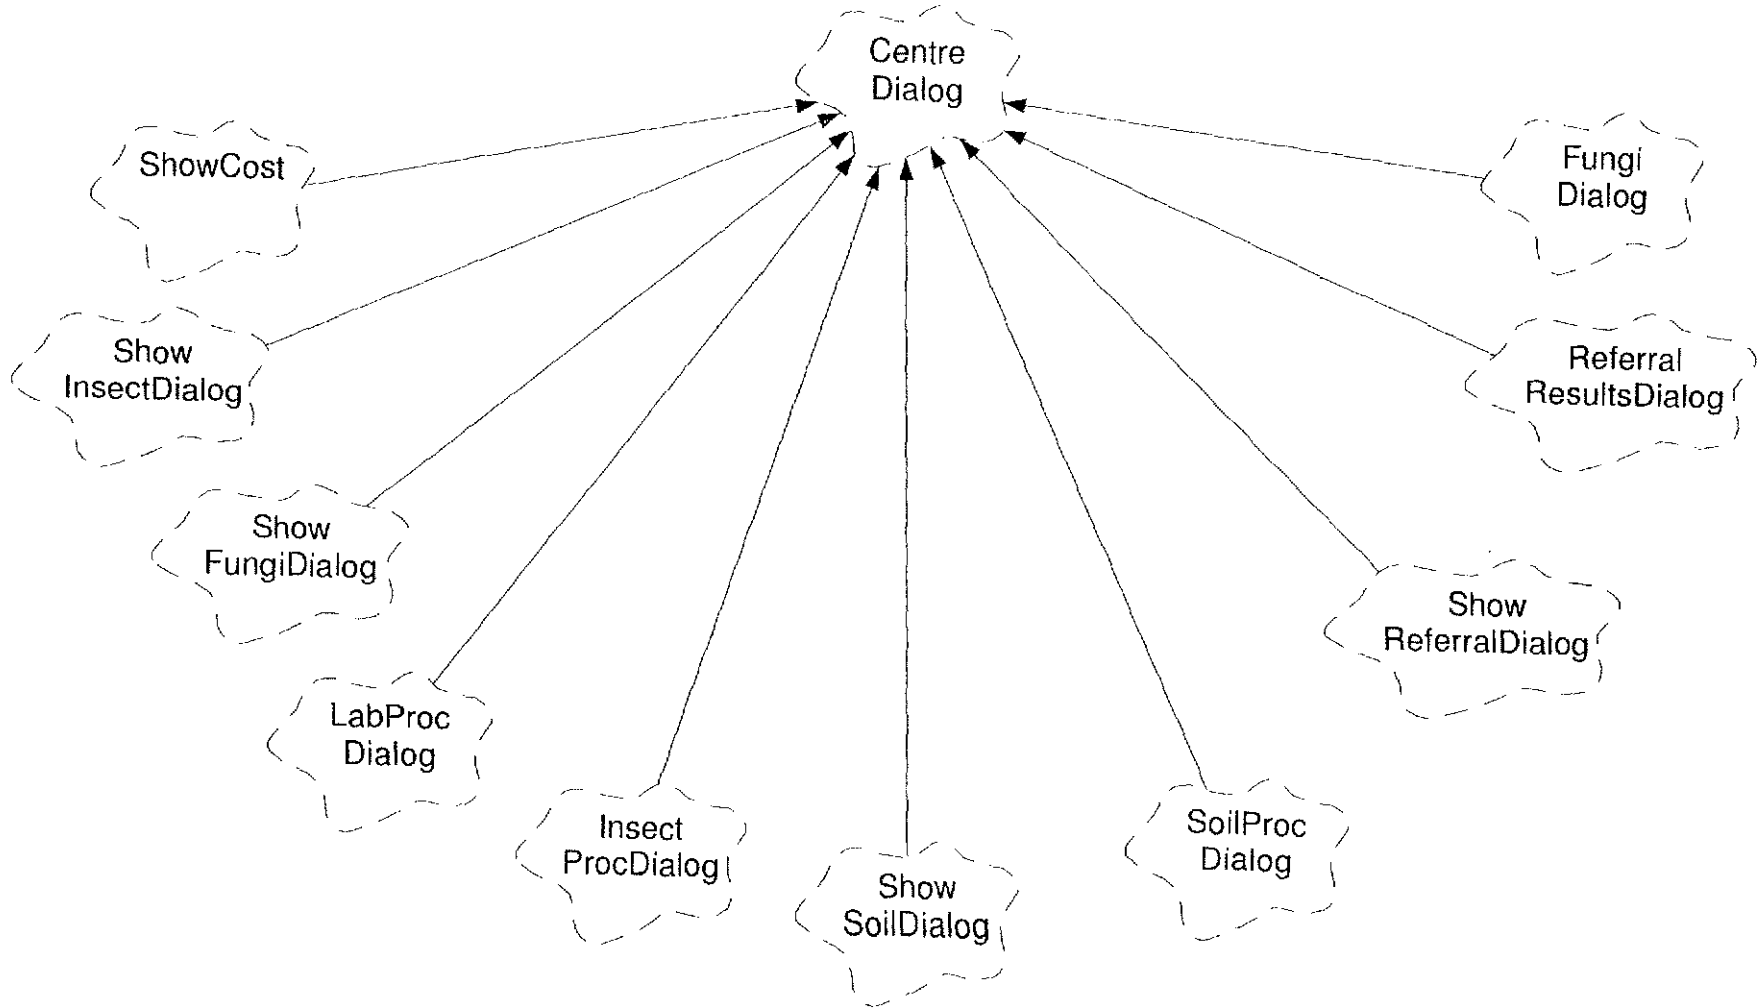 Centre
Dialog
ShowCost
Fungi
Dialog
Show
InsectDialog
Referral
ResultsDialog
Show
FungiDialog
Show
ReferralDialog
LabProc
Dialog
Insect
ProcDialog
SoilProc
Dialog
Show
SoilDialog